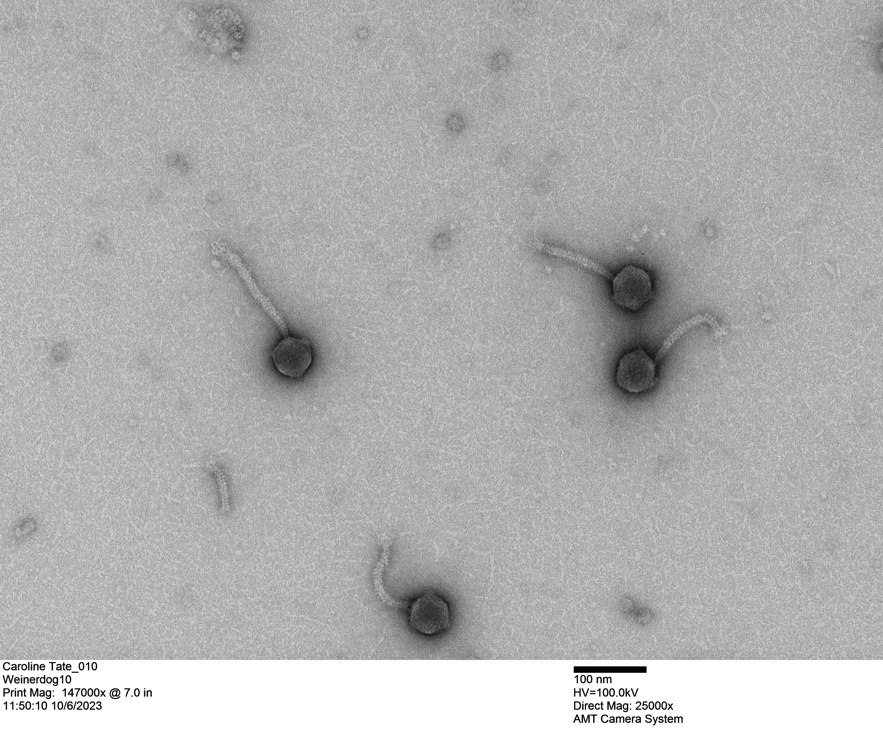 Caroline Tate_010
Weinerdog10
Print Mag:  147000x @ 7.0 in
11:50:10 10/6/2023
100 nm
HV=100.0kV
Direct Mag: 25000x
AMT Camera System